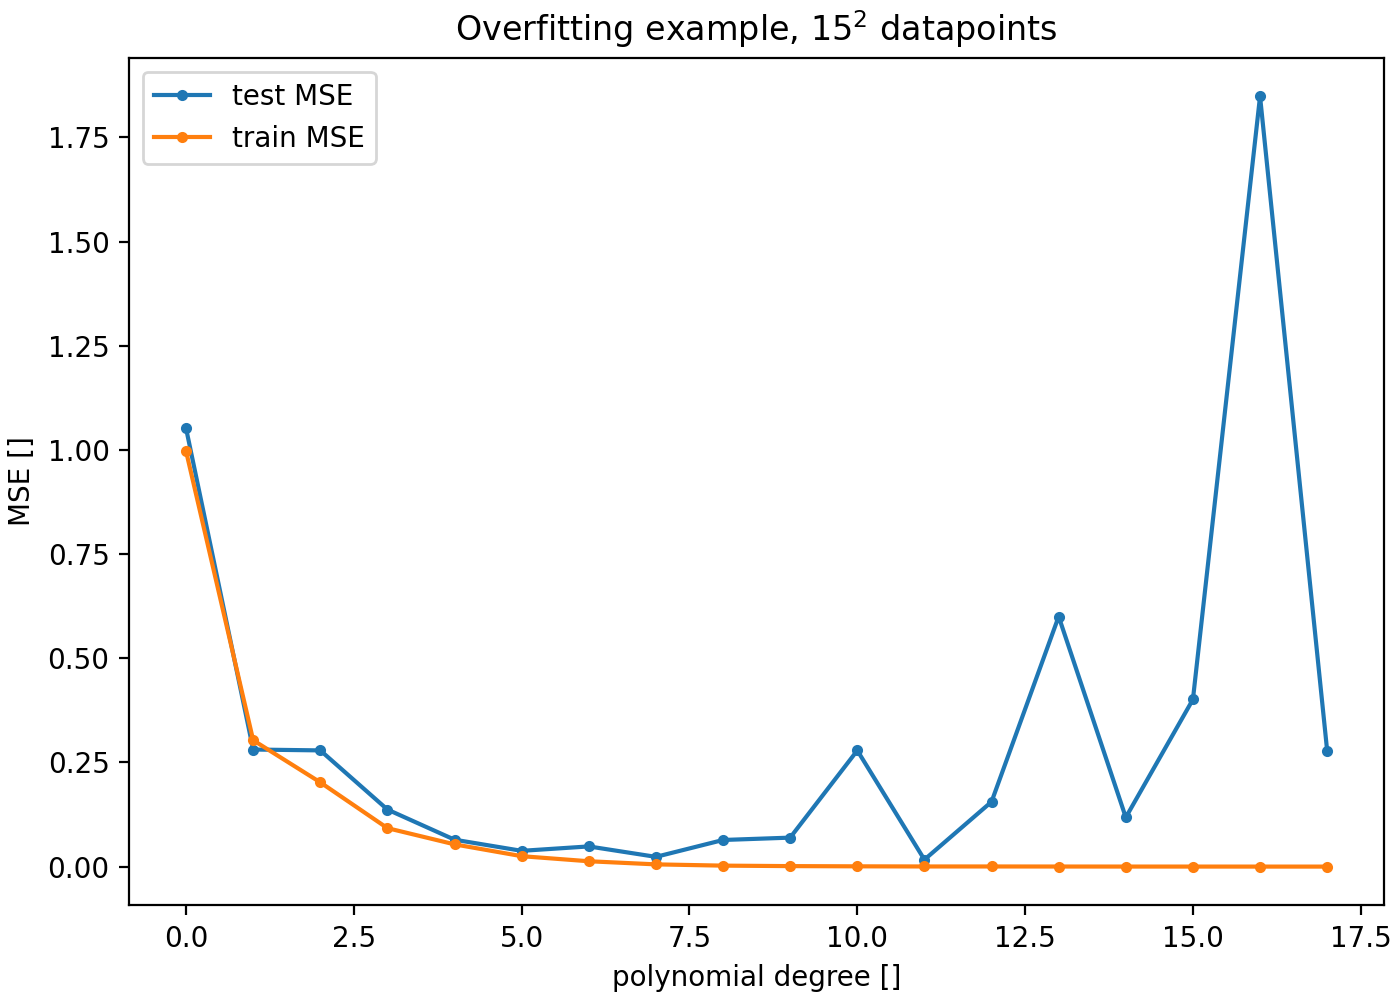 Overfitting example, 15² datapoints
test MSE
train MSE
1.75
1.50
1.25
1.00
0.75
0.50
0.25
0.00
MSE []
0.0 2.5 5.0 7.5 10.0 12.5 15.0 17.5
polynomial degree []